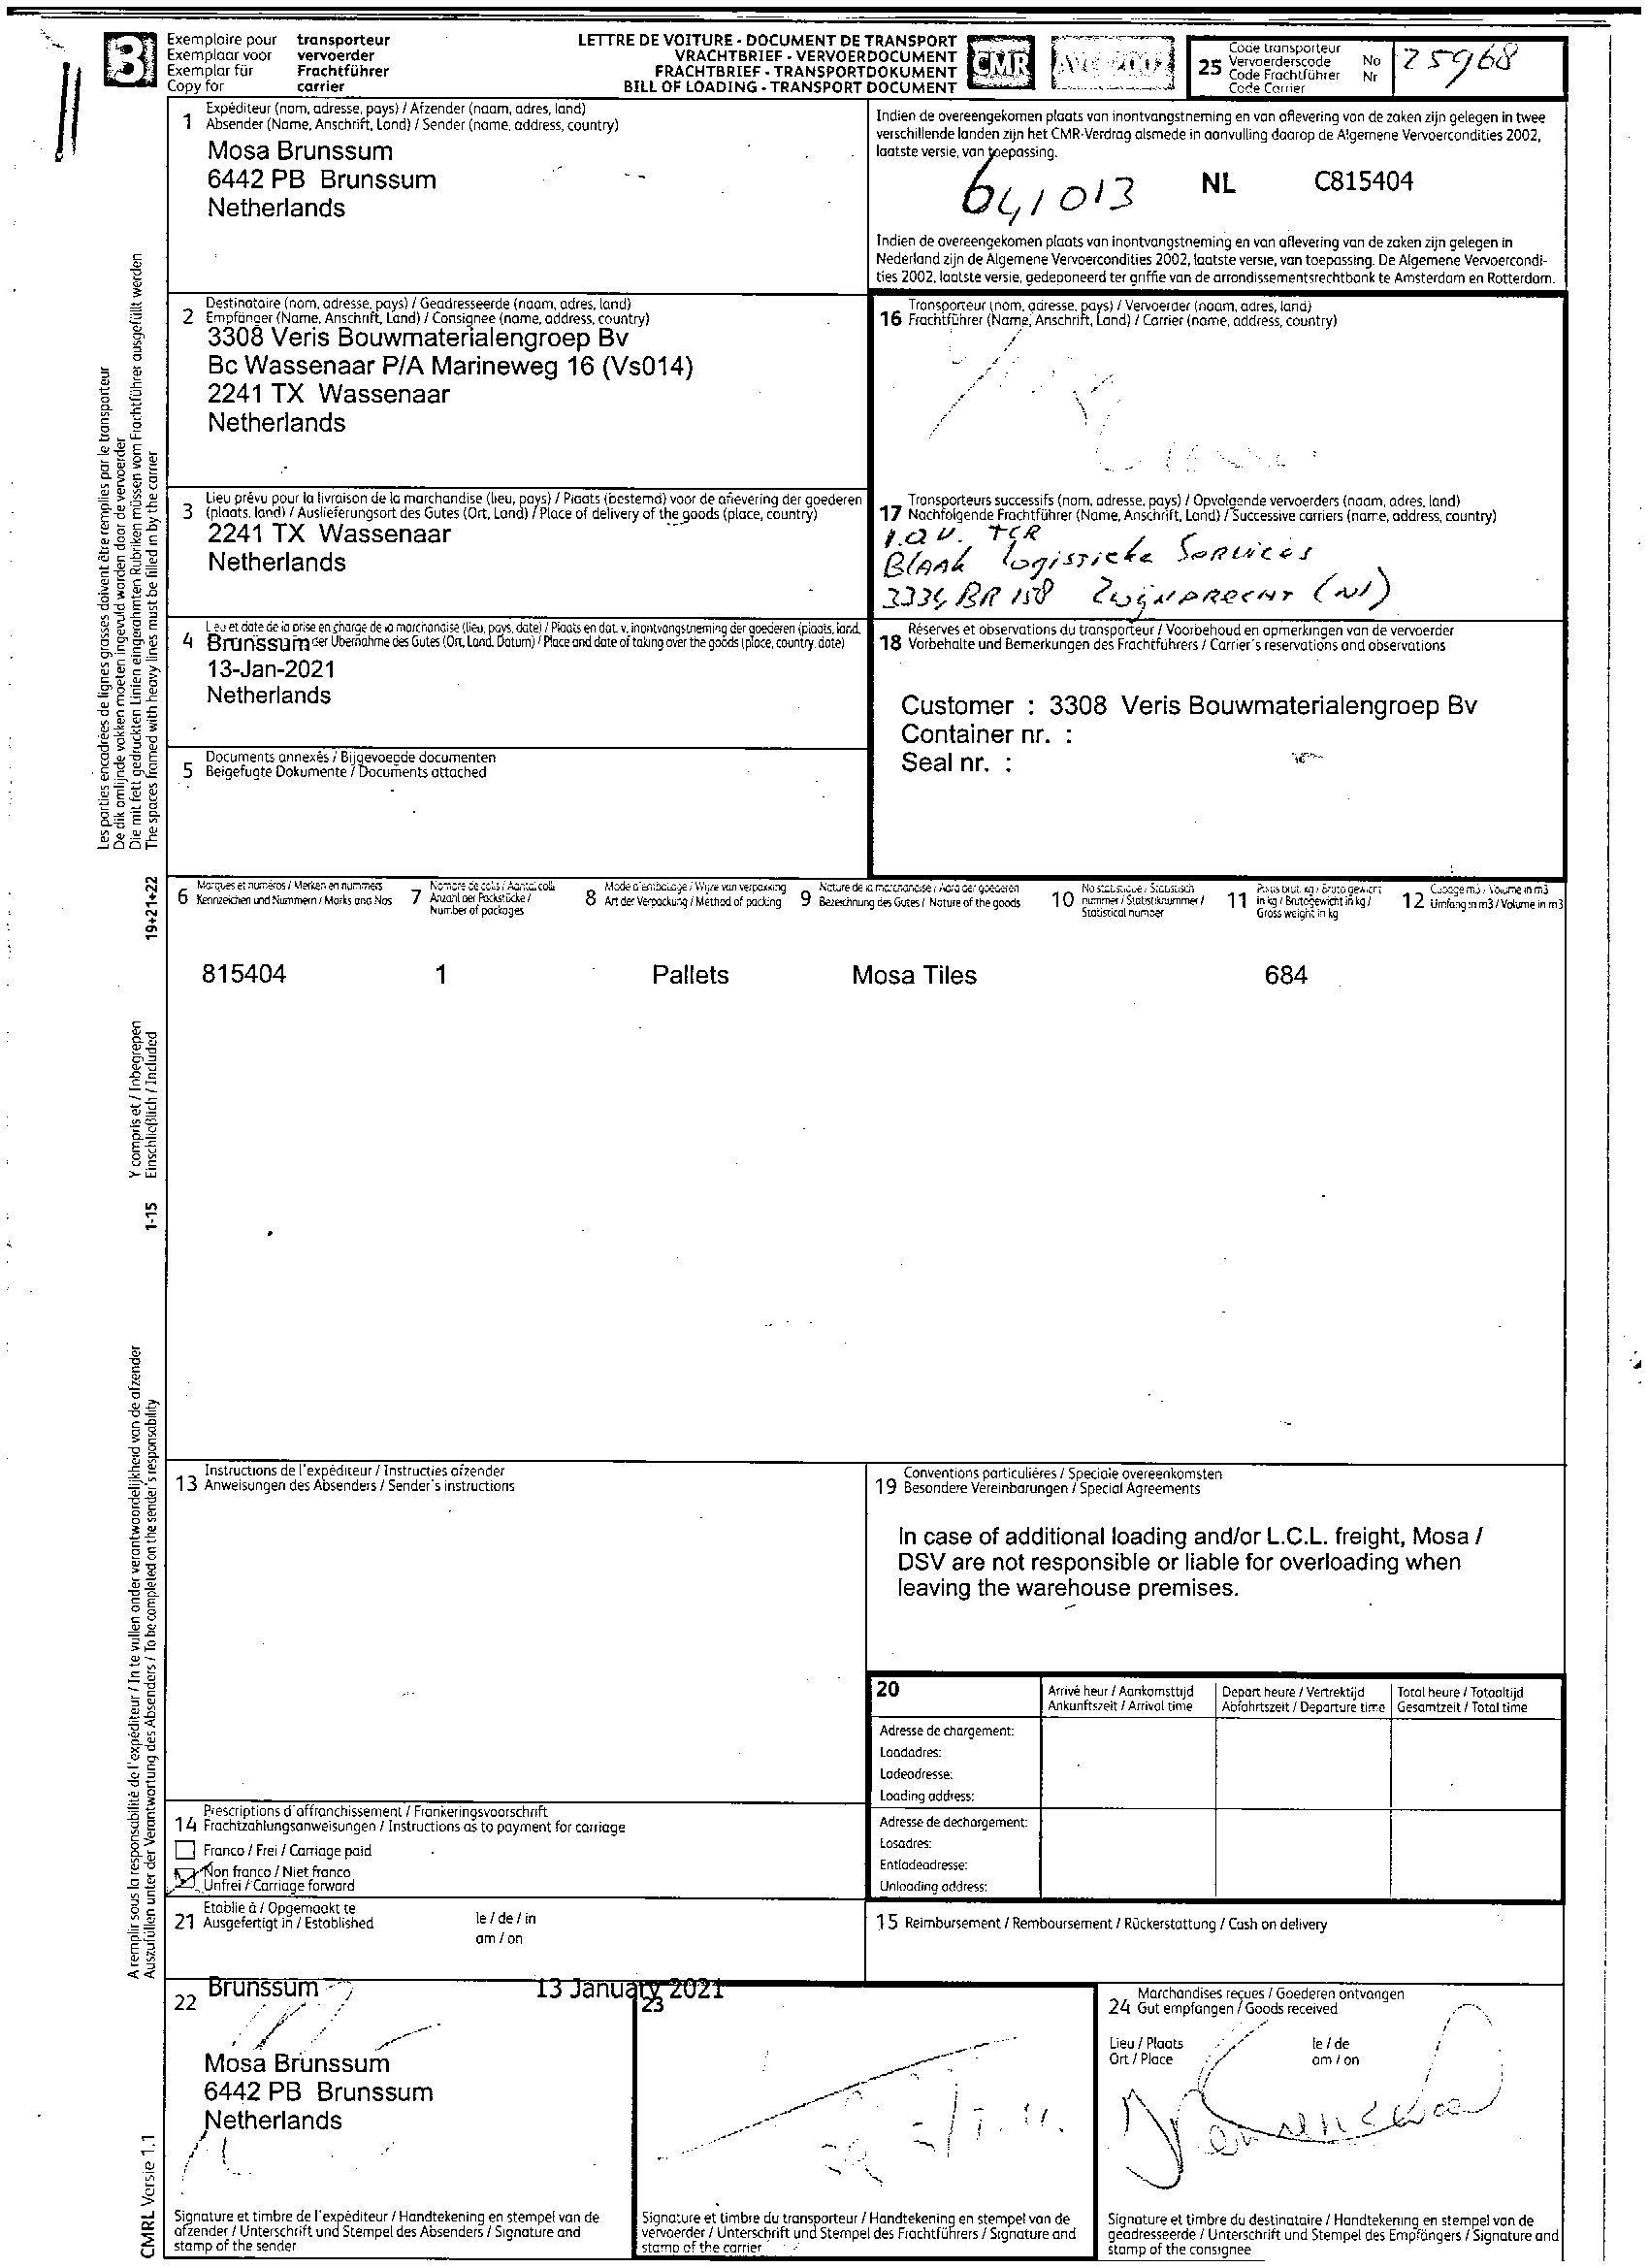 3
Exemplaire pour transporteur
Exemplaar voor vervoerder
Exemplar für Frachtführer
Copy for carrier
LETTRE DE VOITURE - DOCUMENT DE TRANSPORT
VRACHTBRIEF - VERVOERDOCUMENT
FRACHTBRIEF - TRANSPORTDOKUMENT
BILL OF LOADING - TRANSPORT DOCUMENT
CMR
AVC 2002
25
Code transporteur
Vervoerderscode No
Code Frachtführer Nr
Code Carrier
25968
Expéditeur (nom, adresse, pays) / Afzender (naam, adres, land)
1 Absender (Name, Anschrift, Land) / Sender (name, address, country)
Mosa Brunssum
6442 PB Brunssum
Netherlands
Indien de overeengekomen plaats van inontvangstneming en van aflevering van de zaken zijn gelegen in twee
verschillende landen zijn het CMR-Verdrag alsmede in aanvulling daarop de Algemene Vervoercondities 2002,
laatste versie, van toepassing.
641013 NL C815404
Indien de overeengekomen plaats van inontvangstneming en van aflevering van de zaken zijn gelegen in
Nederland zijn de Algemene Vervoercondities 2002, laatste versie, van toepassing. De Algemene Vervoercondi-
ties 2002, laatste versie, gedeponeerd ter griffie van de arrondissementsrechtbank te Amsterdam en Rotterdam.
Destinataire (nom, adresse, pays) / Geadresseerde (naam, adres, land)
2 Empfänger (Name, Anschrift, Land) / Consignee (name, address, country)
3308 Veris Bouwmaterialengroep Bv
Bc Wassenaar P/A Marineweg 16 (Vs014)
2241 TX Wassenaar
Netherlands
Transporteur (nom, adresse, pays) / Vervoerder (naam, adres, land)
16 Frachtführer (Name, Anschrift, Land) / Carrier (name, address, country)
Lieu prévu pour la livraison de la marchandise (lieu, pays) / Plaats (bestemd) voor de aflevering der goederen
3 (plaats, land) / Auslieferungsort des Gutes (Ort, Land) / Place of delivery of the goods (place, country)
2241 TX Wassenaar
Netherlands
Transporteurs successifs (nom, adresse, pays) / Opvolgende vervoerders (naam, adres, land)
17 Nachfolgende Frachtführer (Name, Anschrift, Land) / Successive carriers (name, address, country)
I.O.V. TCR
Blank Logistieke Services
3334 BR 158 Zwijndrecht (Nl)
Lieu et date de la prise en charge de la marchandise (lieu, pays, date) / Plaats en dat. v. inontvangstneming der goederen (plaats, land,
4 Brunssum der Übernahme des Gutes (Ort, Land, Datum) / Place and date of taking over the goods (place, country, date)
13-Jan-2021
Netherlands
Réserves et observations du transporteur / Voorbehoud en opmerkingen van de vervoerder
18 Vorbehalte und Bemerkungen des Frachtführers / Carrier's reservations and observations
Customer : 3308 Veris Bouwmaterialengroep Bv
Container nr. :
Seal nr. :
Documents annexés / Bijgevoegde documenten
5 Beigefügte Dokumente / Documents attached
Les parties encadrées de lignes grasses doivent être remplies par le transporteur
De dik omlijnde vakken moeten ingevuld worden door de vervoerder
Die mit fett gedruckten Linien eingerahmten Rubriken müssen vom Frachtführer ausgefüllt werden
The spaces framed with heavy lines must be filled in by the carrier
6 Marques et numéros / Merken en nummers
Kennzeichen und Nummern / Marks and Nos
7 Nombre de colis / Aantal colli
Anzahl der Packstücke /
Number of packages
8 Mode d'emballage / Wijze van verpakking
Art der Verpackung / Method of packing
9 Nature de la marchandise / Aard der goederen
Bezeichnung des Gutes / Nature of the goods
10 No statistique / Statistisch
nummer / Statistiknummer /
Statistical number
11 Poids brut, kg / Bruto gewicht
in kg / Bruttogewicht in kg /
Gross weight in kg
12 Cubage m3 / Volume in m3
Umfang in m3 / Volume in m3
815404 1 Pallets Mosa Tiles 684
1-15 Y compris et / Inbegrepen 19+21+22
Einschließlich / Included
A remplir sous la responsabilité de l'expéditeur / In te vullen onder verantwoordelijkheid van de afzender
Auszufüllen unter der Verantwortung des Absenders / To be completed on the sender's responsability
Instructions de l'expéditeur / Instructies afzender
13 Anweisungen des Absenders / Sender's instructions
Conventions particulières / Speciale overeenkomsten
19 Besondere Vereinbarungen / Special Agreements
In case of additional loading and/or L.C.L. freight, Mosa /
DSV are not responsible or liable for overloading when
leaving the warehouse premises.
20
Arrivé heur / Aankomsttijd
Ankunftszeit / Arrival time
Depart heure / Vertrektijd
Abfahrtszeit / Departure time
Total heure / Totaaltijd
Gesamtzeit / Total time
Adresse de chargement:
Laadadres:
Ladeadresse:
Loading address:
Adresse de dechargement:
Losadres:
Entladeadresse:
Unloading address:
Prescriptions d'affranchissement / Frankeringsvoorschrift
14 Frachtzahlungsanweisungen / Instructions as to payment for carriage
Franco / Frei / Carriage paid
Non franco / Niet franco
Unfrei / Carriage forward
Etablie à / Opgemaakt te
21 Ausgefertigt in / Established
le / de / in
am / on
15 Reimbursement / Remboursement / Rückerstattung / Cash on delivery
Brunssum 13 January 2021
22
Mosa Brunssum
6442 PB Brunssum
Netherlands
23
Marchandises reçues / Goederen ontvangen
24 Gut empfangen / Goods received
Lieu / Plaats
Ort / Place
le / de
am / on
CMRL Versie 1.1
Signature et timbre de l'expéditeur / Handtekening en stempel van de
afzender / Unterschrift und Stempel des Absenders / Signature and
stamp of the sender
Signature et timbre du transporteur / Handtekening en stempel van de
vervoerder / Unterschrift und Stempel des Frachtführers / Signature and
stamp of the carrier
Signature et timbre du destinataire / Handtekening en stempel van de
geadresseerde / Unterschrift und Stempel des Empfängers / Signature and
stamp of the consignee